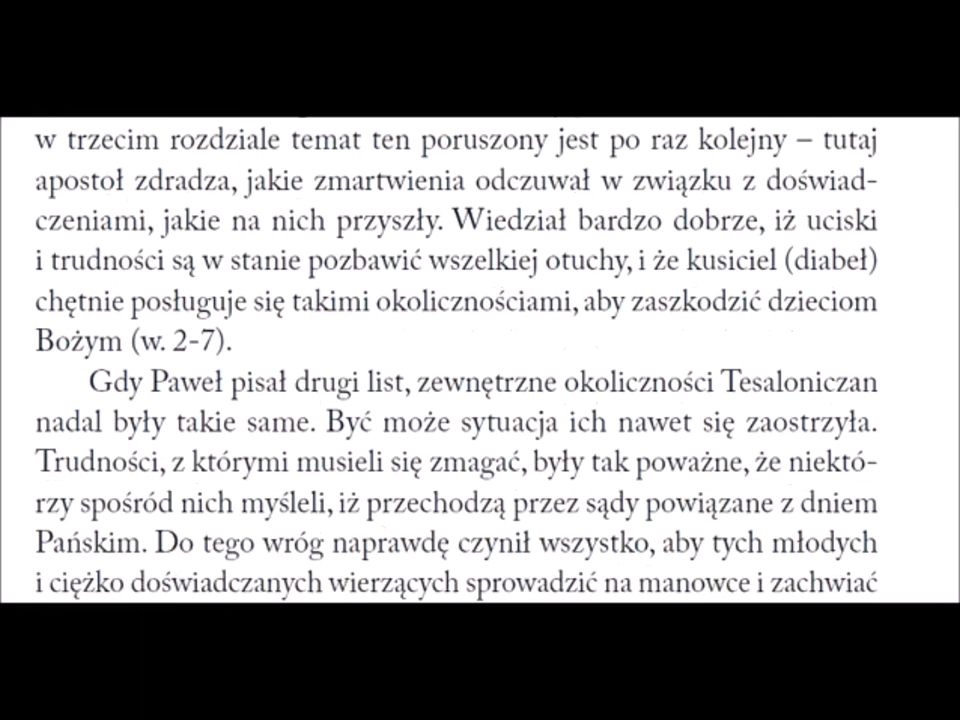 w trzecim rozdziale temat ten poruszony jest po raz kolejny – tutaj
apostoł zdradza, jakie zmartwienia odczuwał w związku z doświad-
czeniami, jakie na nich przyszły. Wiedział bardzo dobrze, iż uciski
i trudności są w stanie pozbawić wszelkiej otuchy, i że kusiciel (diabeł)
chętnie posługuje się takimi okolicznościami, aby zaszkodzić dzieciom
Bożym (w. 2-7).
Gdy Paweł pisał drugi list, zewnętrzne okoliczności Tesaloniczan
nadal były takie same. Być może sytuacja ich nawet się zaostrzyła.
Trudności, z którymi musieli się zmagać, były tak poważne, że niektó-
rzy spośród nich myśleli, iż przechodzą przez sądy powiązane z dniem
Pańskim. Do tego wróg naprawdę czynił wszystko, aby tych młodych
i ciężko doświadczanych wierzących sprowadzić na manowce i zachwiać